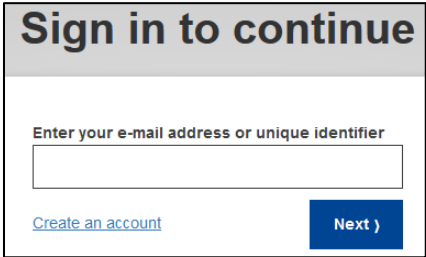 Sign in to continue
Enter your e-mail address or unique identifier
Create an account
Next ⟩